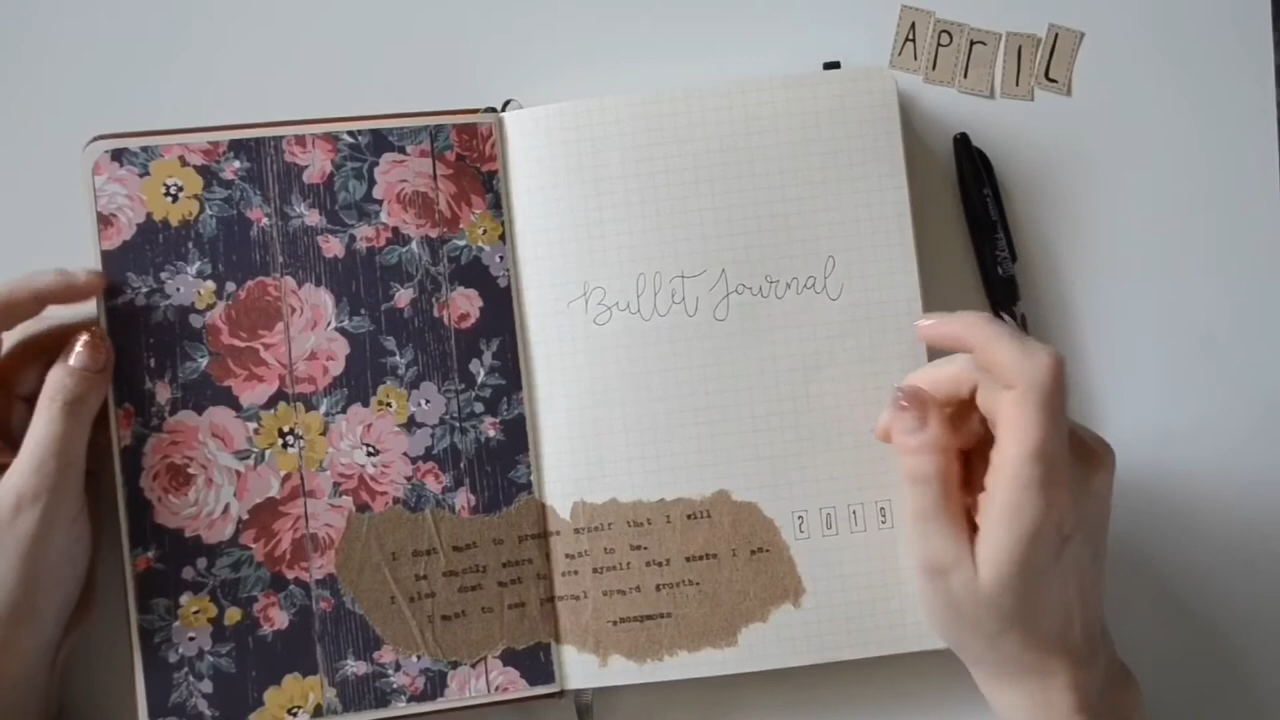 APrIL
Bullet Journal
I dont want to promise myself that I will
be exactly where I want to be.
I also dont want to see myself stay where I am.
I want to see personal upward growth.
-anonymous
2019